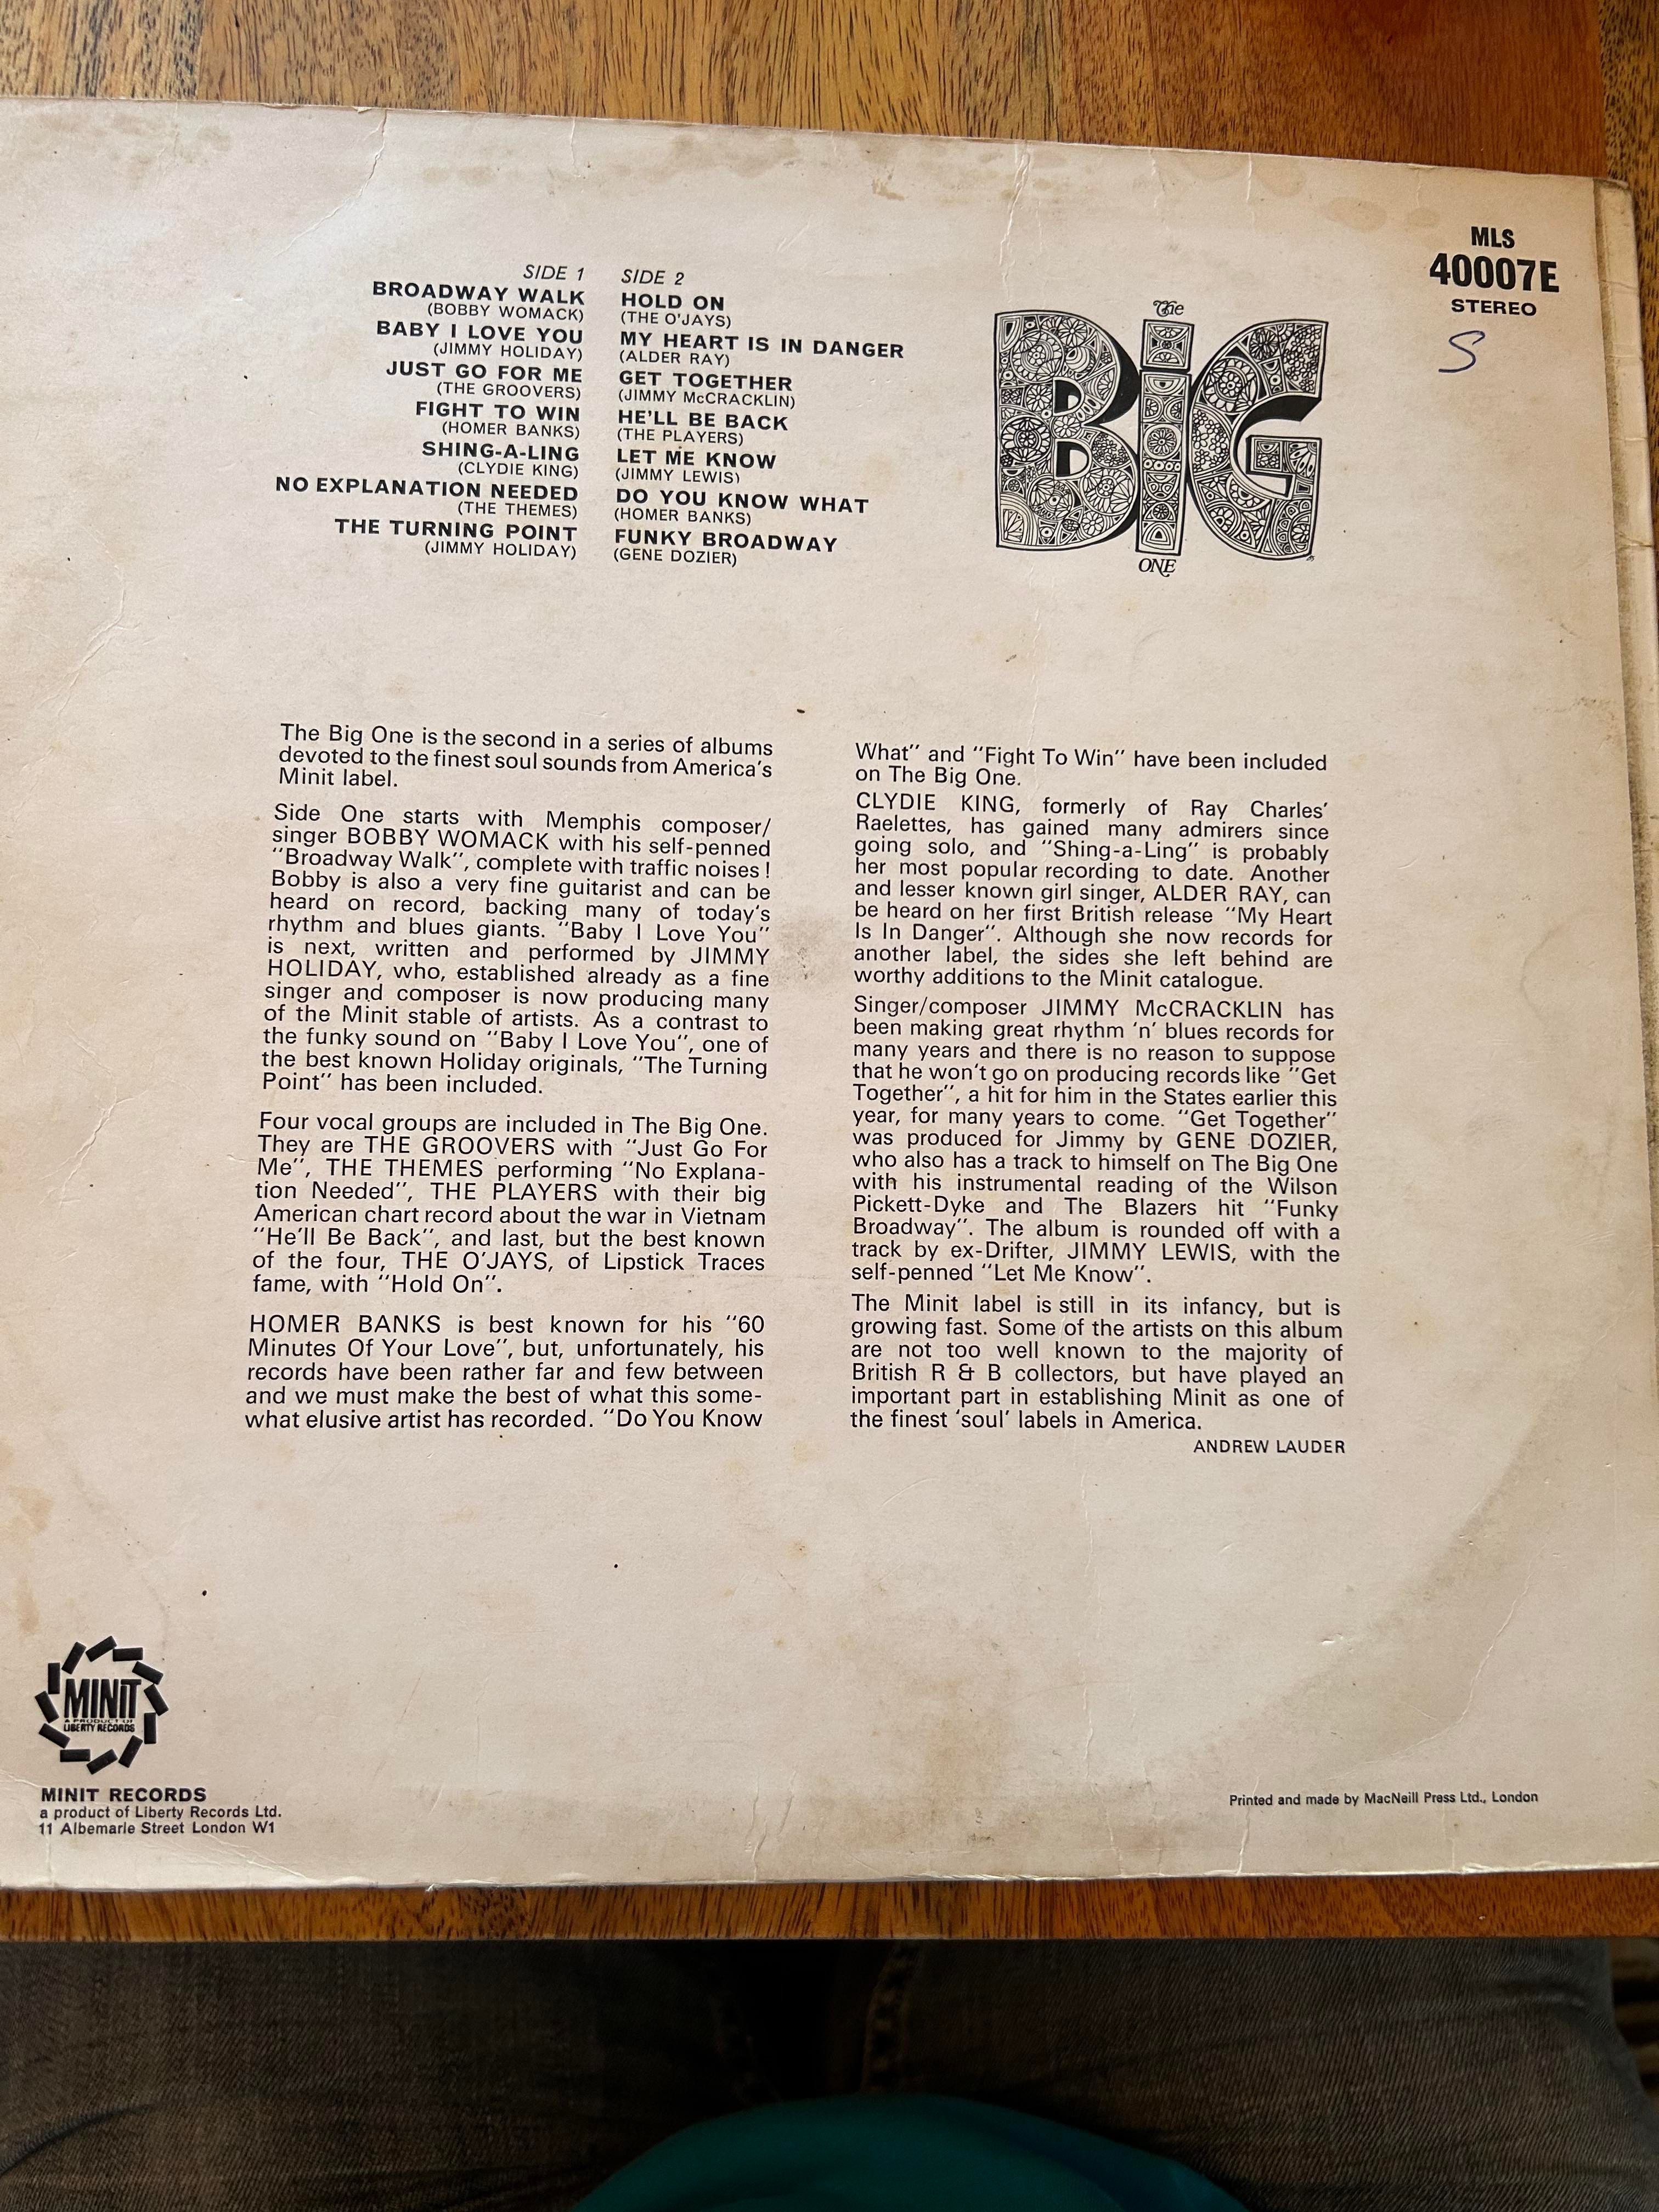 MLS
40007E
STEREO
S
SIDE 1
BROADWAY WALK
(BOBBY WOMACK)
BABY I LOVE YOU
(JIMMY HOLIDAY)
JUST GO FOR ME
(THE GROOVERS)
FIGHT TO WIN
(HOMER BANKS)
SHING-A-LING
(CLYDIE KING)
NO EXPLANATION NEEDED
(THE THEMES)
THE TURNING POINT
(JIMMY HOLIDAY)
SIDE 2
HOLD ON
(THE O'JAYS)
MY HEART IS IN DANGER
(ALDER RAY)
GET TOGETHER
(JIMMY McCRACKLIN)
HE'LL BE BACK
(THE PLAYERS)
LET ME KNOW
(JIMMY LEWIS)
DO YOU KNOW WHAT
(HOMER BANKS)
FUNKY BROADWAY
(GENE DOZIER)
The
BiG
ONE
The Big One is the second in a series of albums
devoted to the finest soul sounds from America's
Minit label.
Side One starts with Memphis composer/
singer BOBBY WOMACK with his self-penned
"Broadway Walk", complete with traffic noises !
Bobby is also a very fine guitarist and can be
heard on record, backing many of today's
rhythm and blues giants. "Baby I Love You"
is next, written and performed by JIMMY
HOLIDAY, who, established already as a fine
singer and composer is now producing many
of the Minit stable of artists. As a contrast to
the funky sound on "Baby I Love You", one of
the best known Holiday originals, "The Turning
Point" has been included.
Four vocal groups are included in The Big One.
They are THE GROOVERS with "Just Go For
Me", THE THEMES performing "No Explana-
tion Needed", THE PLAYERS with their big
American chart record about the war in Vietnam
"He'll Be Back", and last, but the best known
of the four, THE O'JAYS, of Lipstick Traces
fame, with "Hold On".
HOMER BANKS is best known for his "60
Minutes Of Your Love", but, unfortunately, his
records have been rather far and few between
and we must make the best of what this some-
what elusive artist has recorded. "Do You Know
What" and "Fight To Win" have been included
on The Big One.
CLYDIE KING, formerly of Ray Charles'
Raelettes, has gained many admirers since
going solo, and "Shing-a-Ling" is probably
her most popular recording to date. Another
and lesser known girl singer, ALDER RAY, can
be heard on her first British release "My Heart
Is In Danger". Although she now records for
another label, the sides she left behind are
worthy additions to the Minit catalogue.
Singer/composer JIMMY McCRACKLIN has
been making great rhythm 'n' blues records for
many years and there is no reason to suppose
that he won't go on producing records like "Get
Together", a hit for him in the States earlier this
year, for many years to come. "Get Together"
was produced for Jimmy by GENE DOZIER,
who also has a track to himself on The Big One
with his instrumental reading of the Wilson
Pickett-Dyke and The Blazers hit "Funky
Broadway". The album is rounded off with a
track by ex-Drifter, JIMMY LEWIS, with the
self-penned "Let Me Know".
The Minit label is still in its infancy, but is
growing fast. Some of the artists on this album
are not too well known to the majority of
British R & B collectors, but have played an
important part in establishing Minit as one of
the finest 'soul' labels in America.
ANDREW LAUDER
MINIT
A PRODUCT OF
LIBERTY RECORDS
MINIT RECORDS
a product of Liberty Records Ltd.
11 Albemarle Street London W1
Printed and made by MacNeill Press Ltd., London